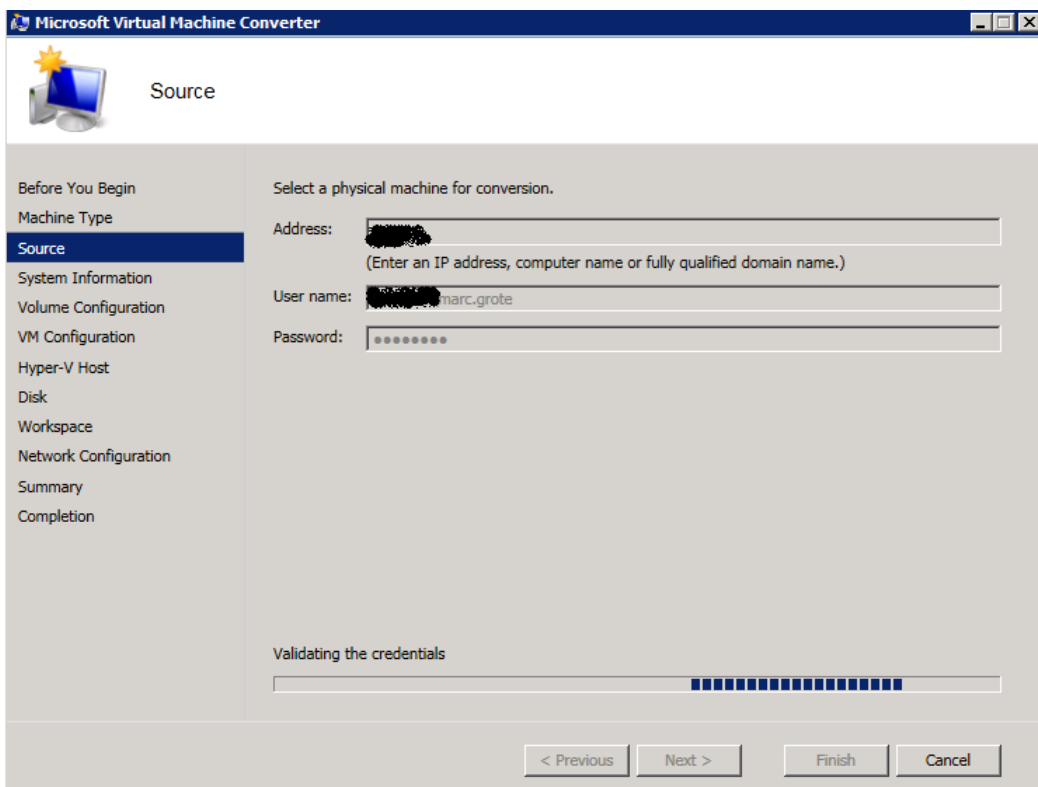 Microsoft Virtual Machine Converter
Source
Before You Begin
Machine Type
Source
System Information
Volume Configuration
VM Configuration
Hyper-V Host
Disk
Workspace
Network Configuration
Summary
Completion
Select a physical machine for conversion.
Address:
(Enter an IP address, computer name or fully qualified domain name.)
User name: marc.grote
Password: ●●●●●●●●
Validating the credentials
< Previous Next > Finish Cancel